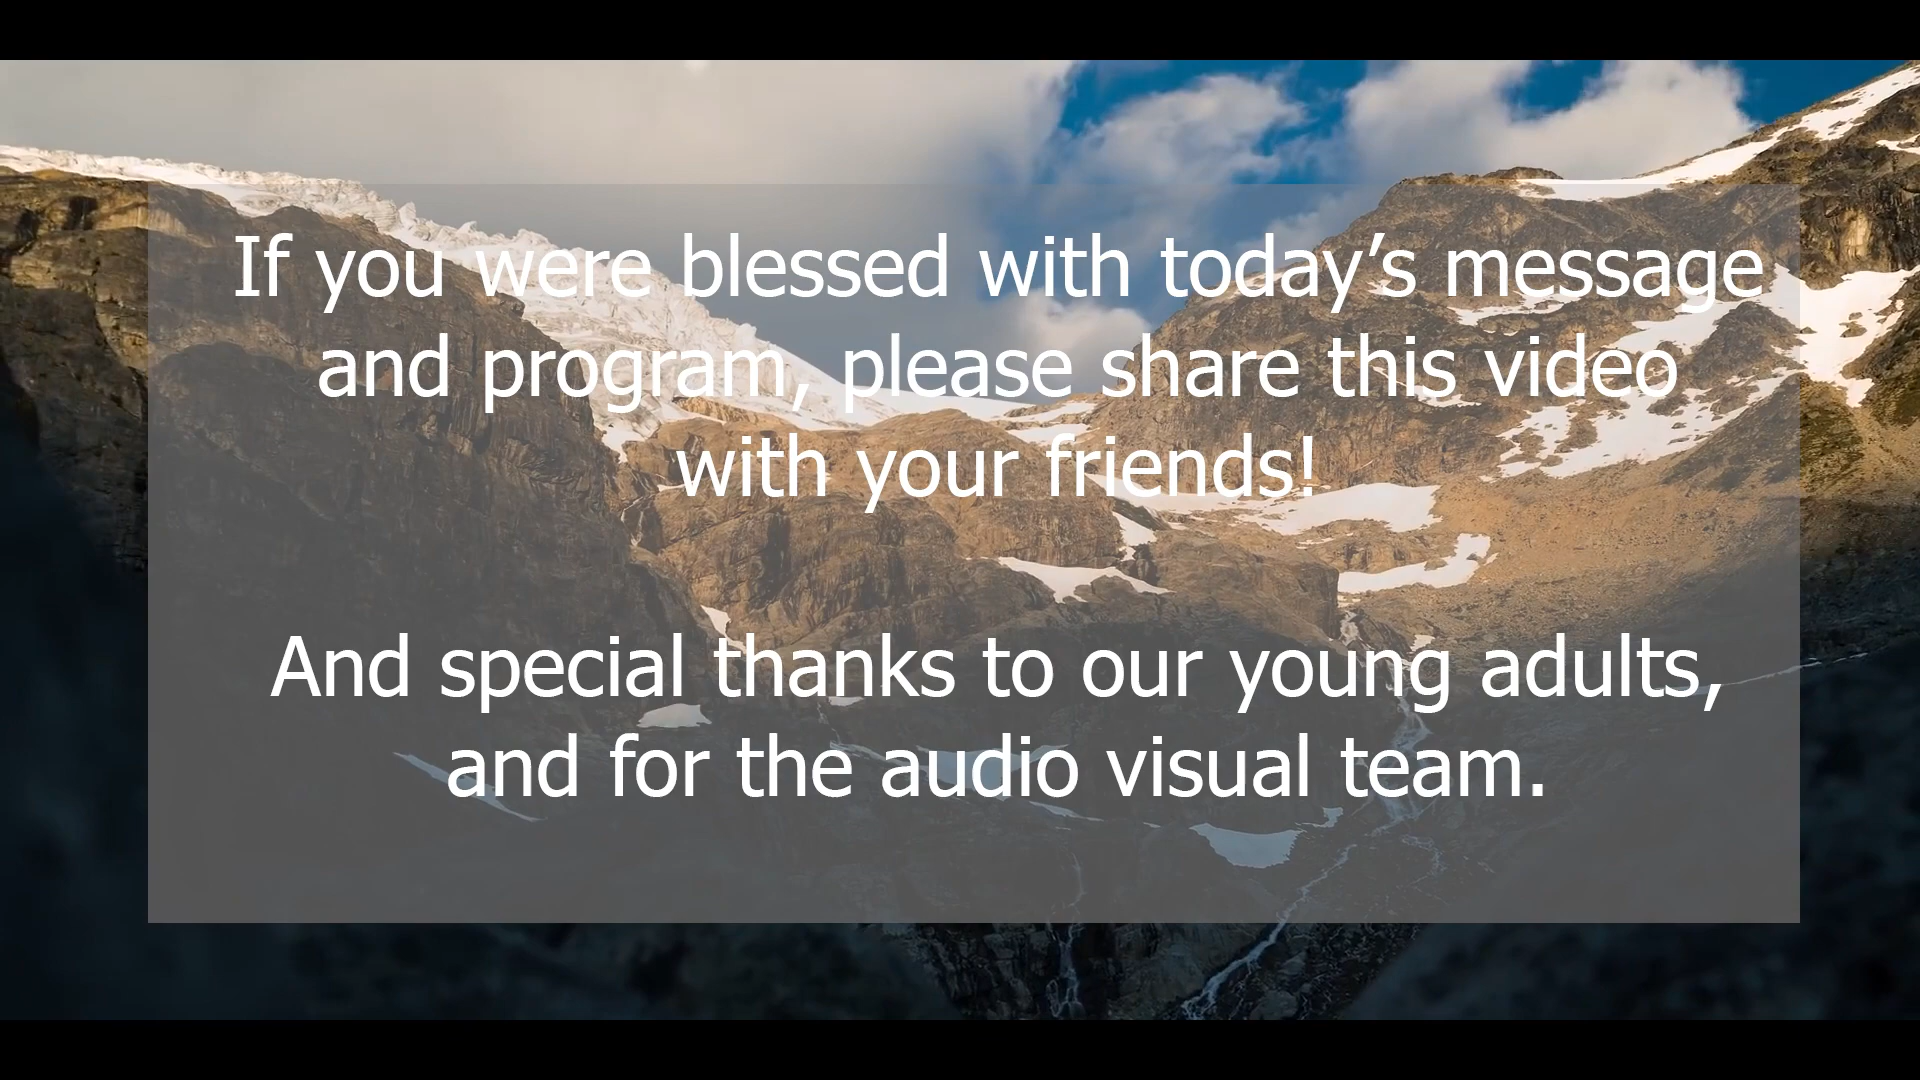 If you were blessed with today’s message
and program, please share this video
with your friends!
And special thanks to our young adults,
and for the audio visual team.